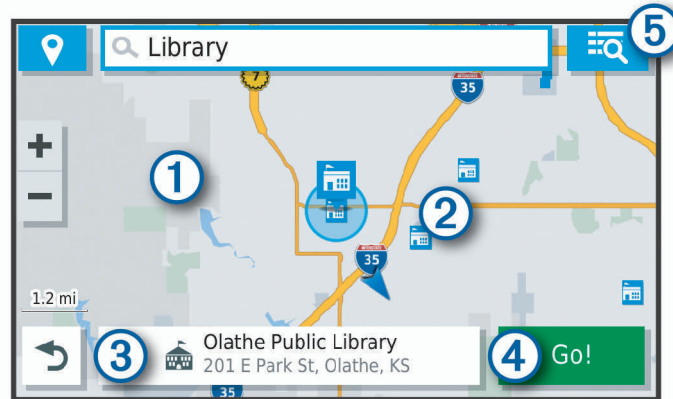 5
Library
7
35
+
1
−
2
35
1.2 mi
3
Olathe Public Library
201 E Park St, Olathe, KS
4
Go!
35